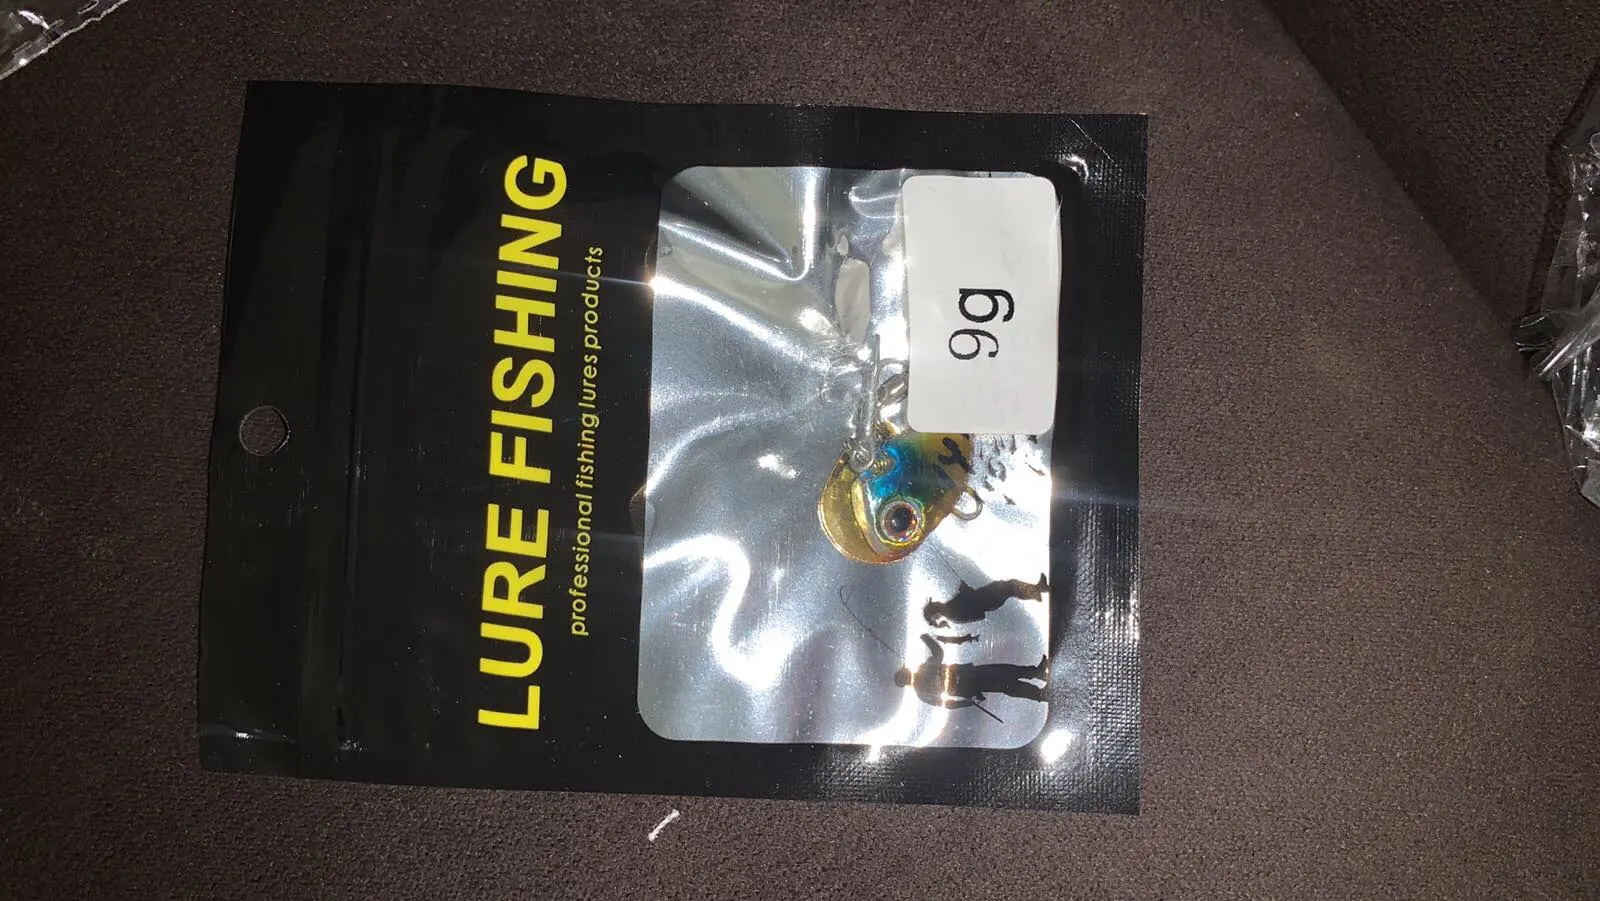 LURE FISHING
professional fishing lures products
9g